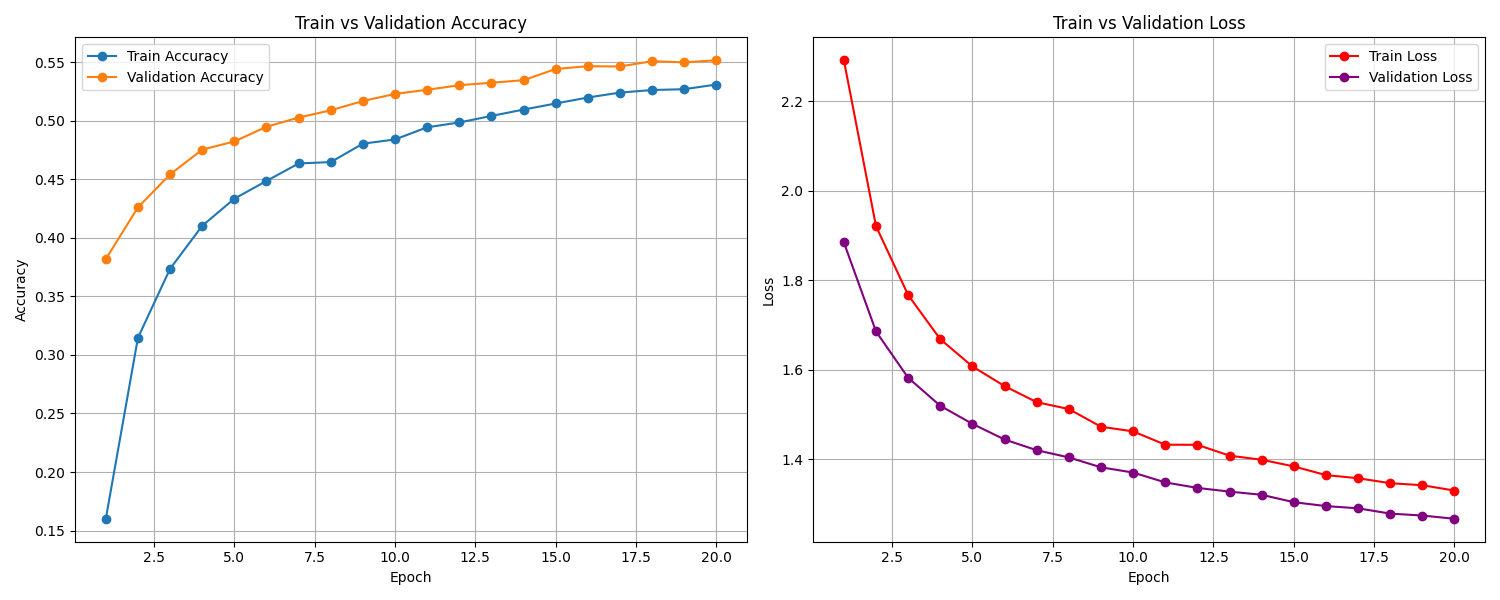 Train vs Validation Accuracy
Train Accuracy
Validation Accuracy
0.55
0.50
0.45
0.40
0.35
0.30
0.25
0.20
0.15
Accuracy
2.5 5.0 7.5 10.0 12.5 15.0 17.5 20.0
Epoch
Train vs Validation Loss
Train Loss
Validation Loss
2.2
2.0
1.8
1.6
1.4
Loss
2.5 5.0 7.5 10.0 12.5 15.0 17.5 20.0
Epoch